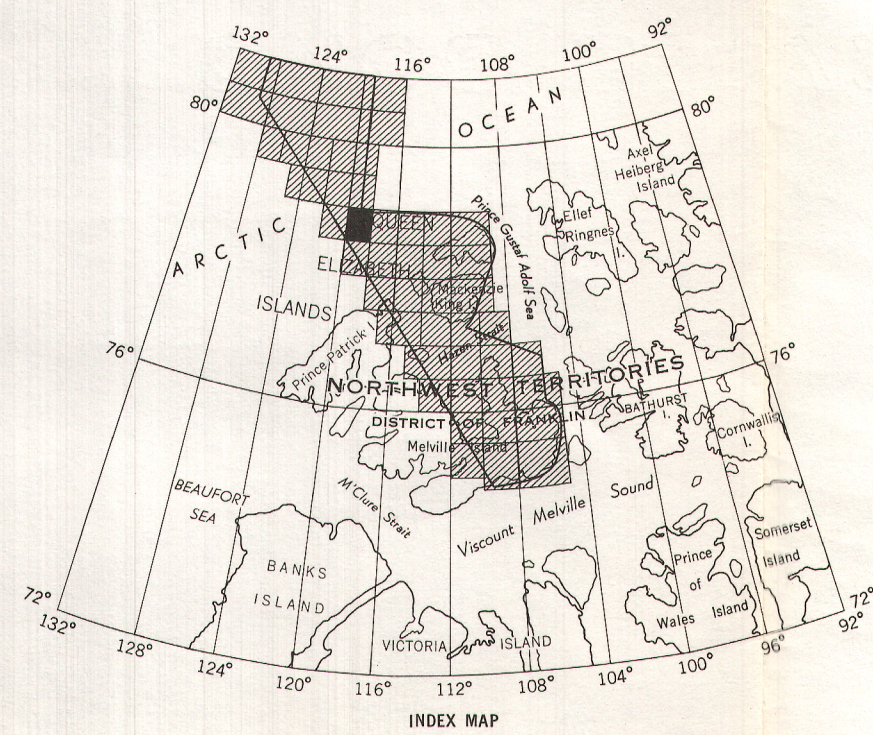 132°
124°
116°
108°
100°
92°
80°
80°
OCEAN
Axel
Heiberg
Island
Prince Gustaf Adolf Sea
Ellef
Ringnes
I.
QUEEN
ARCTIC
ELIZABETH
Mackenzie
King I.
ISLANDS
Hazen Strait
Prince Patrick I.
76°
76°
NORTHWEST TERRITORIES
DISTRICT OF FRANKLIN
BATHURST
I.
Cornwallis
I.
Melville Island
M'Clure Strait
BEAUFORT
SEA
Viscount Melville Sound
Somerset
Island
Prince
of
Wales Island
BANKS
ISLAND
VICTORIA ISLAND
72°
72°
132°
128°
124°
120°
116°
112°
108°
104°
100°
96°
92°
INDEX MAP